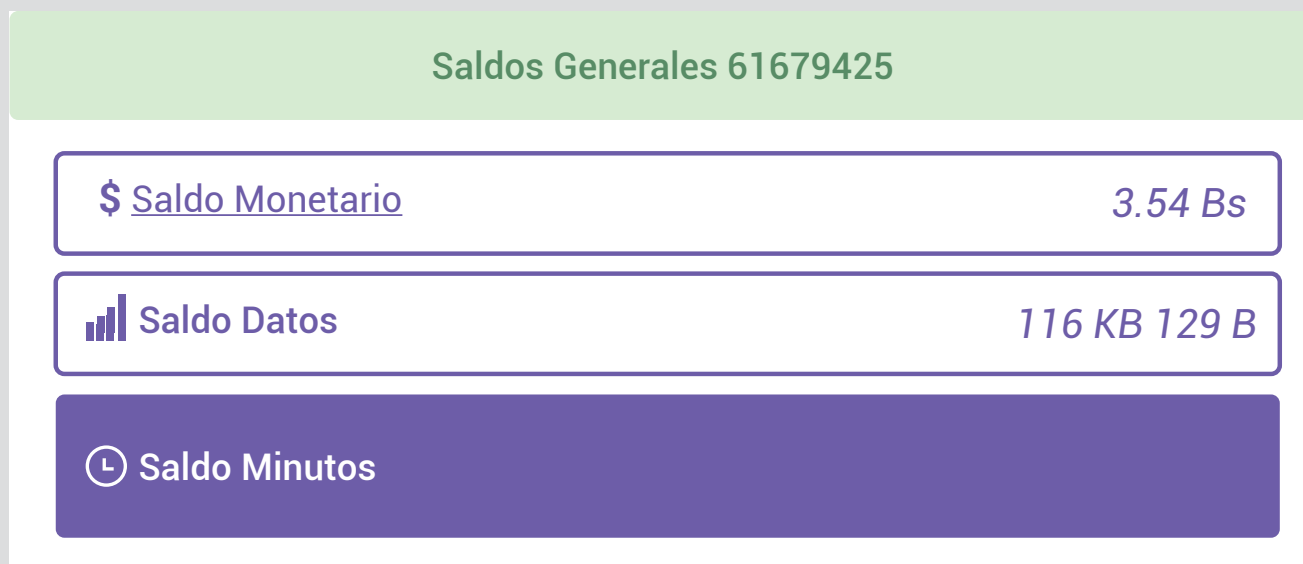 Saldos Generales 61679425
$ Saldo Monetario 3.54 Bs
Saldo Datos 116 KB 129 B
Saldo Minutos